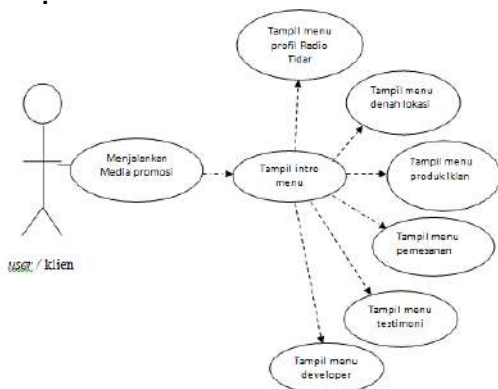 Tampil menu
profil Radio
Tidar
Tampil menu
denah lokasi
Menjalankan
Media promosi
Tampil intro
menu
Tampil menu
produk Iklan
Tampil menu
pemesanan
user / klien
Tampil menu
testimoni
Tampil menu
developer